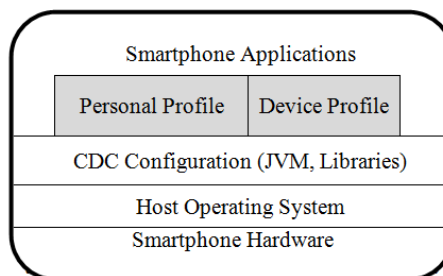 Smartphone Applications
Personal Profile
Device Profile
CDC Configuration (JVM, Libraries)
Host Operating System
Smartphone Hardware